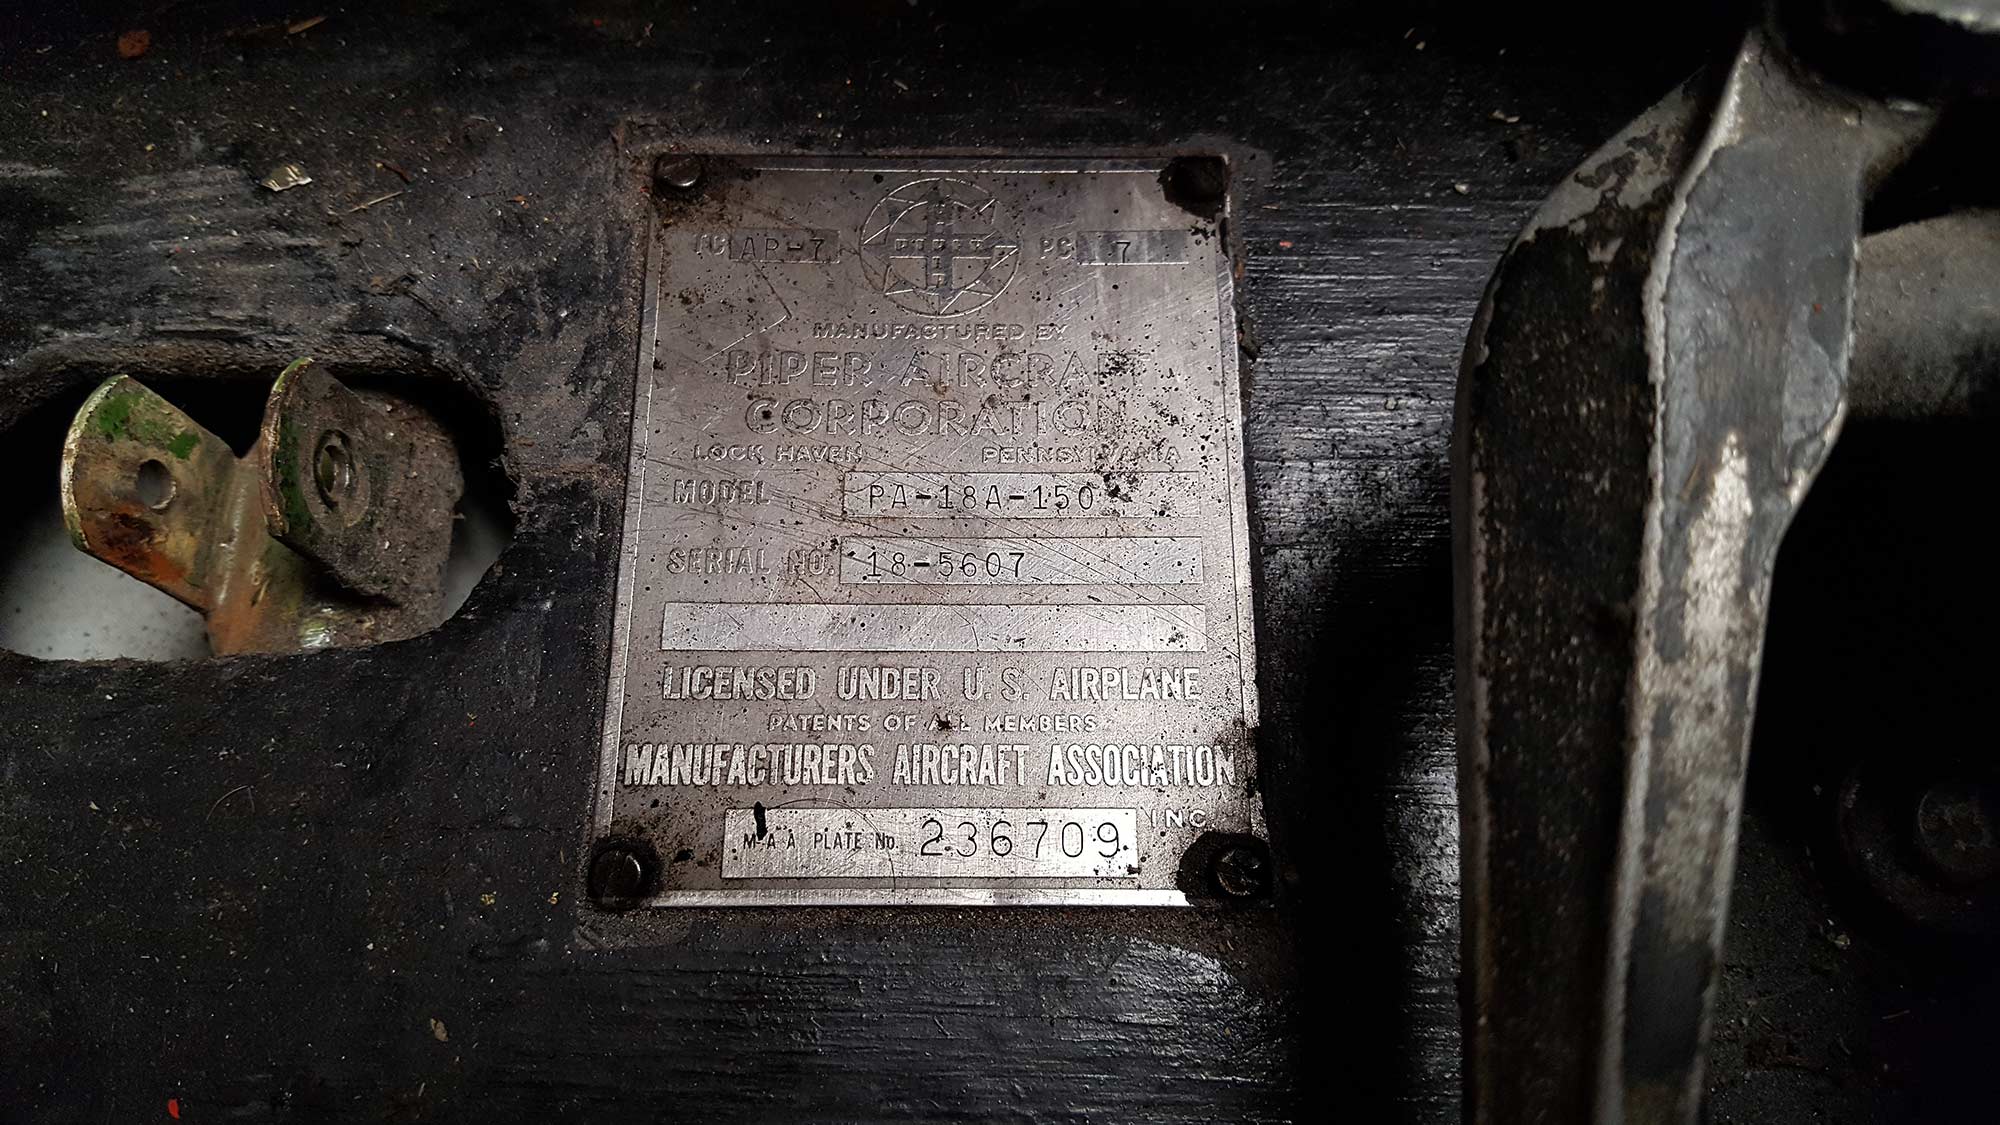 TC AR-7 PIPER PC 7
MANUFACTURED BY
PIPER AIRCRAFT
CORPORATION
LOCK HAVEN PENNSYLVANIA
MODEL PA-18A-150
SERIAL NO. 18-5607
LICENSED UNDER U. S. AIRPLANE
PATENTS OF ALL MEMBERS
MANUFACTURERS AIRCRAFT ASSOCIATION
INC
M-A A PLATE No. 236709